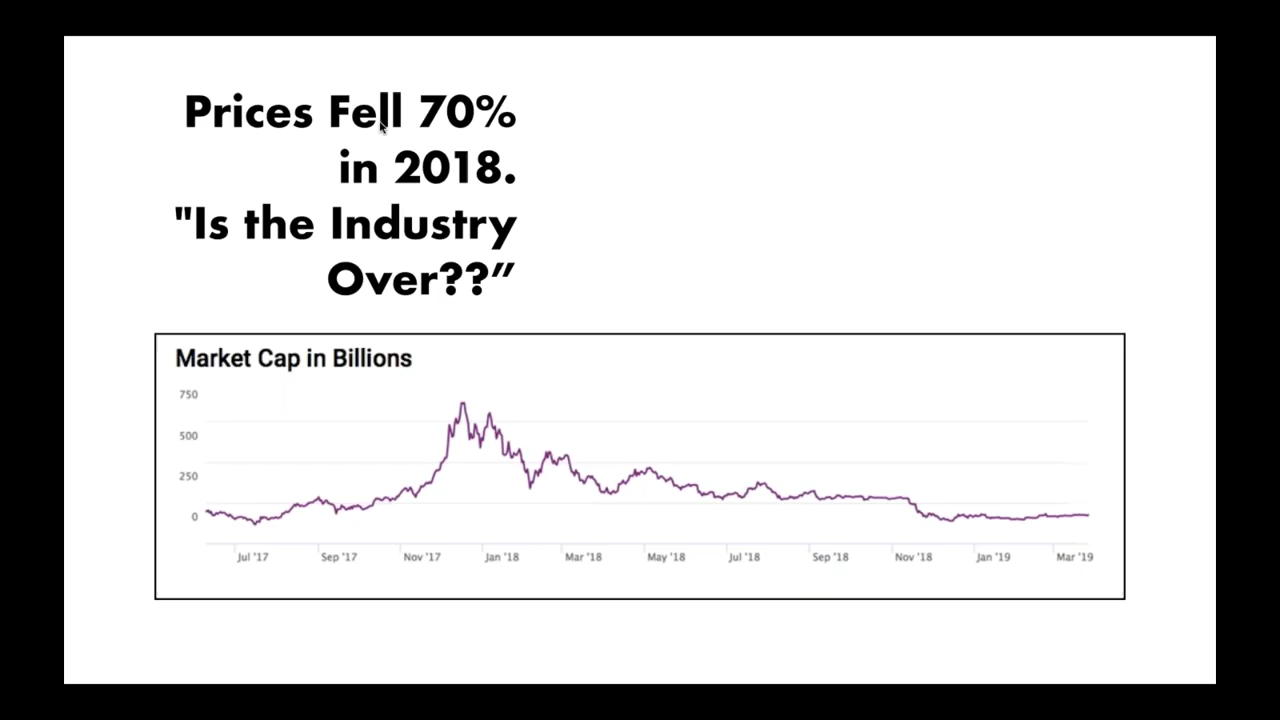 Prices Fell 70%
in 2018.
"Is the Industry
Over??”
Market Cap in Billions
750
500
250
0
Jul '17 Sep '17 Nov '17 Jan '18 Mar '18 May '18 Jul '18 Sep '18 Nov '18 Jan '19 Mar '19